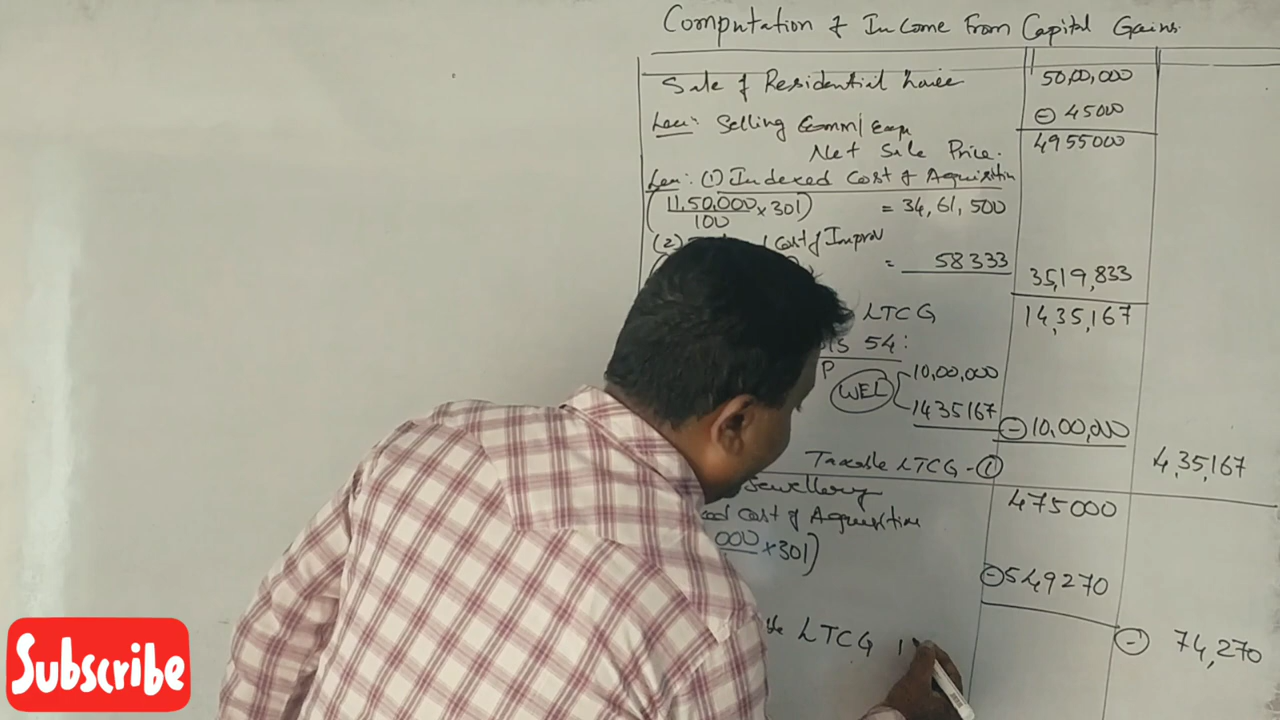 Computation of Income From Capital Gains.
Sale of Residential house 50,00,000
Less: Selling Comm/Exp ⊖ 45000
Net Sale Price. 4955000
Less: (1) Indexed Cost of Acquisition
(11,50,000/100 × 301) = 34,61,500
(2) Cost of Improv
= 58333 35,19,833
LTCG 14,35,167
54:
WEL 10,00,000
1435167 ⊖ 10,00,000
Taxable LTCG - ① 4,35,167
Jewellery 475000
Cost of Acquisition
000 × 301) ⊖ 549270
LTCG ⊖ 74,270
Subscribe